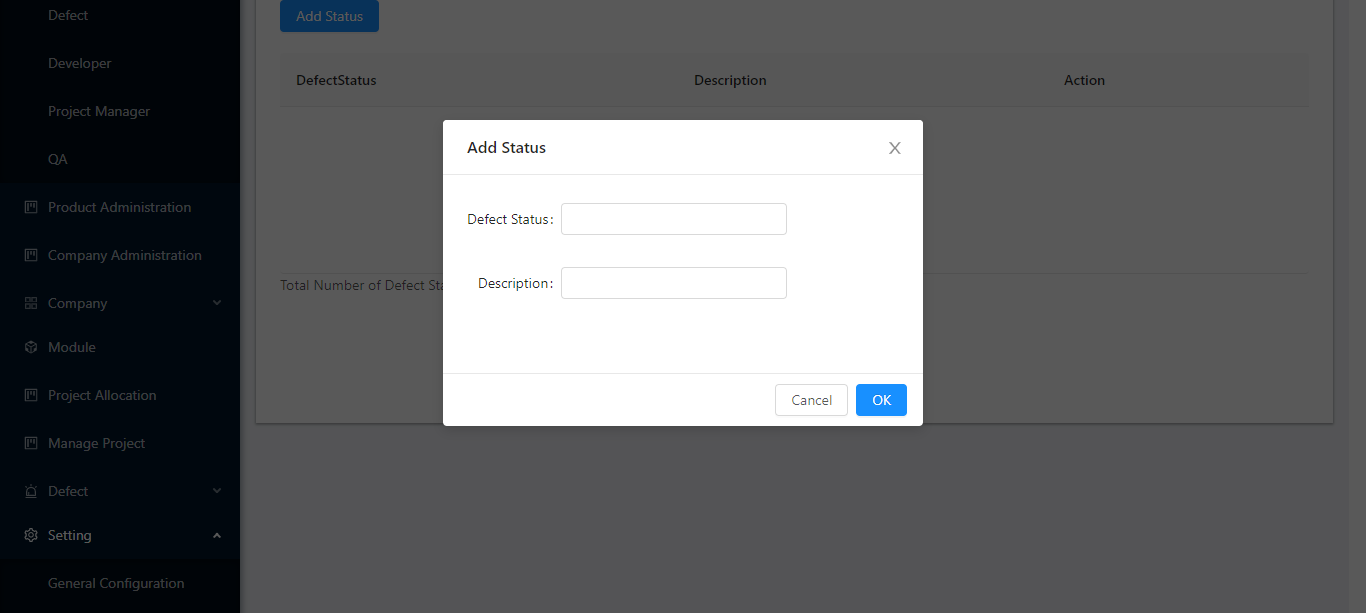 Defect
Developer
Project Manager
QA
Product Administration
Company Administration
Company
Module
Project Allocation
Manage Project
Defect
Setting
General Configuration
Add Status
DefectStatus Description Action
Total Number of Defect Sta
Add Status
X
Defect Status:
Description:
Cancel OK